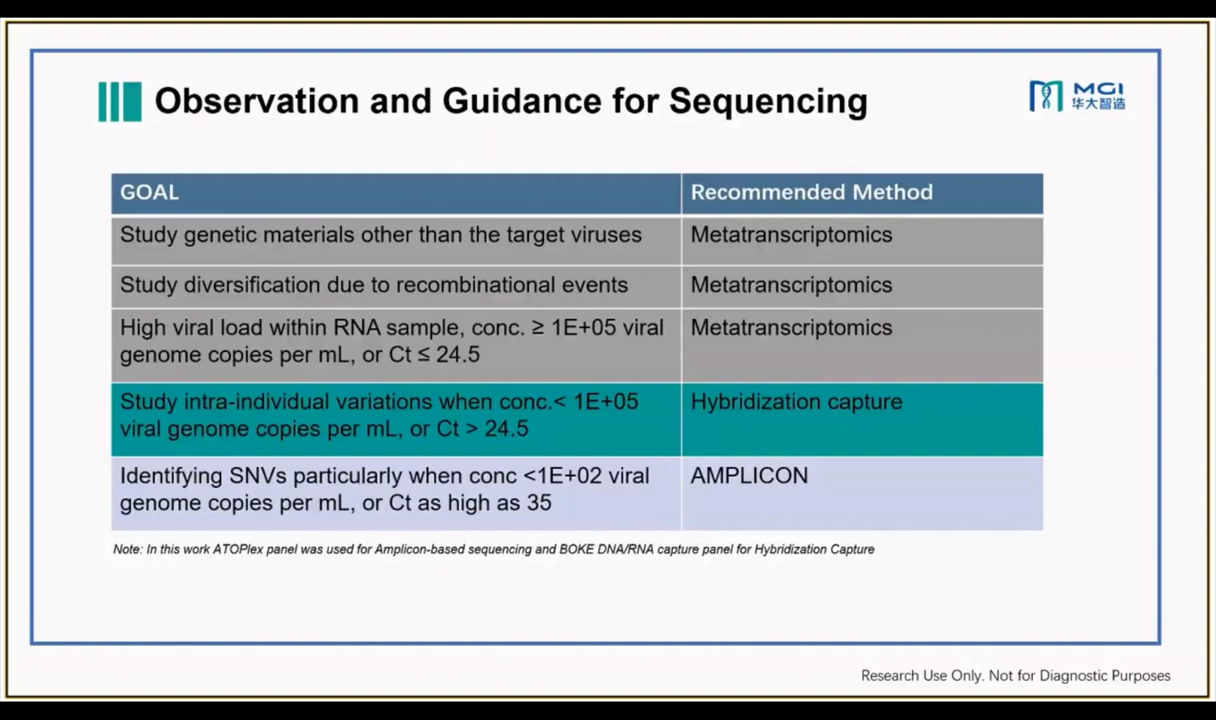 Observation and Guidance for Sequencing
MGI
华大智造
GOAL
Recommended Method
Study genetic materials other than the target viruses
Metatranscriptomics
Study diversification due to recombinational events
Metatranscriptomics
High viral load within RNA sample, conc. ≥ 1E+05 viral
genome copies per mL, or Ct ≤ 24.5
Metatranscriptomics
Study intra-individual variations when conc.< 1E+05
viral genome copies per mL, or Ct > 24.5
Hybridization capture
Identifying SNVs particularly when conc <1E+02 viral
genome copies per mL, or Ct as high as 35
AMPLICON
Note: In this work ATOPlex panel was used for Amplicon-based sequencing and BOKE DNA/RNA capture panel for Hybridization Capture
Research Use Only. Not for Diagnostic Purposes